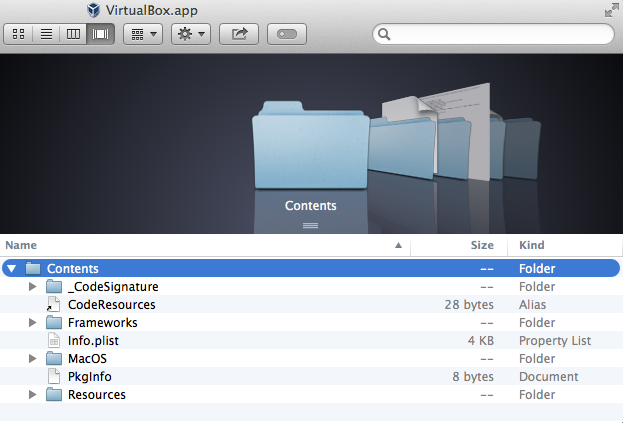 VirtualBox.app
Contents
Name Size Kind
Contents -- Folder
_CodeSignature -- Folder
CodeResources 28 bytes Alias
Frameworks -- Folder
Info.plist 4 KB Property List
MacOS -- Folder
PkgInfo 8 bytes Document
Resources -- Folder